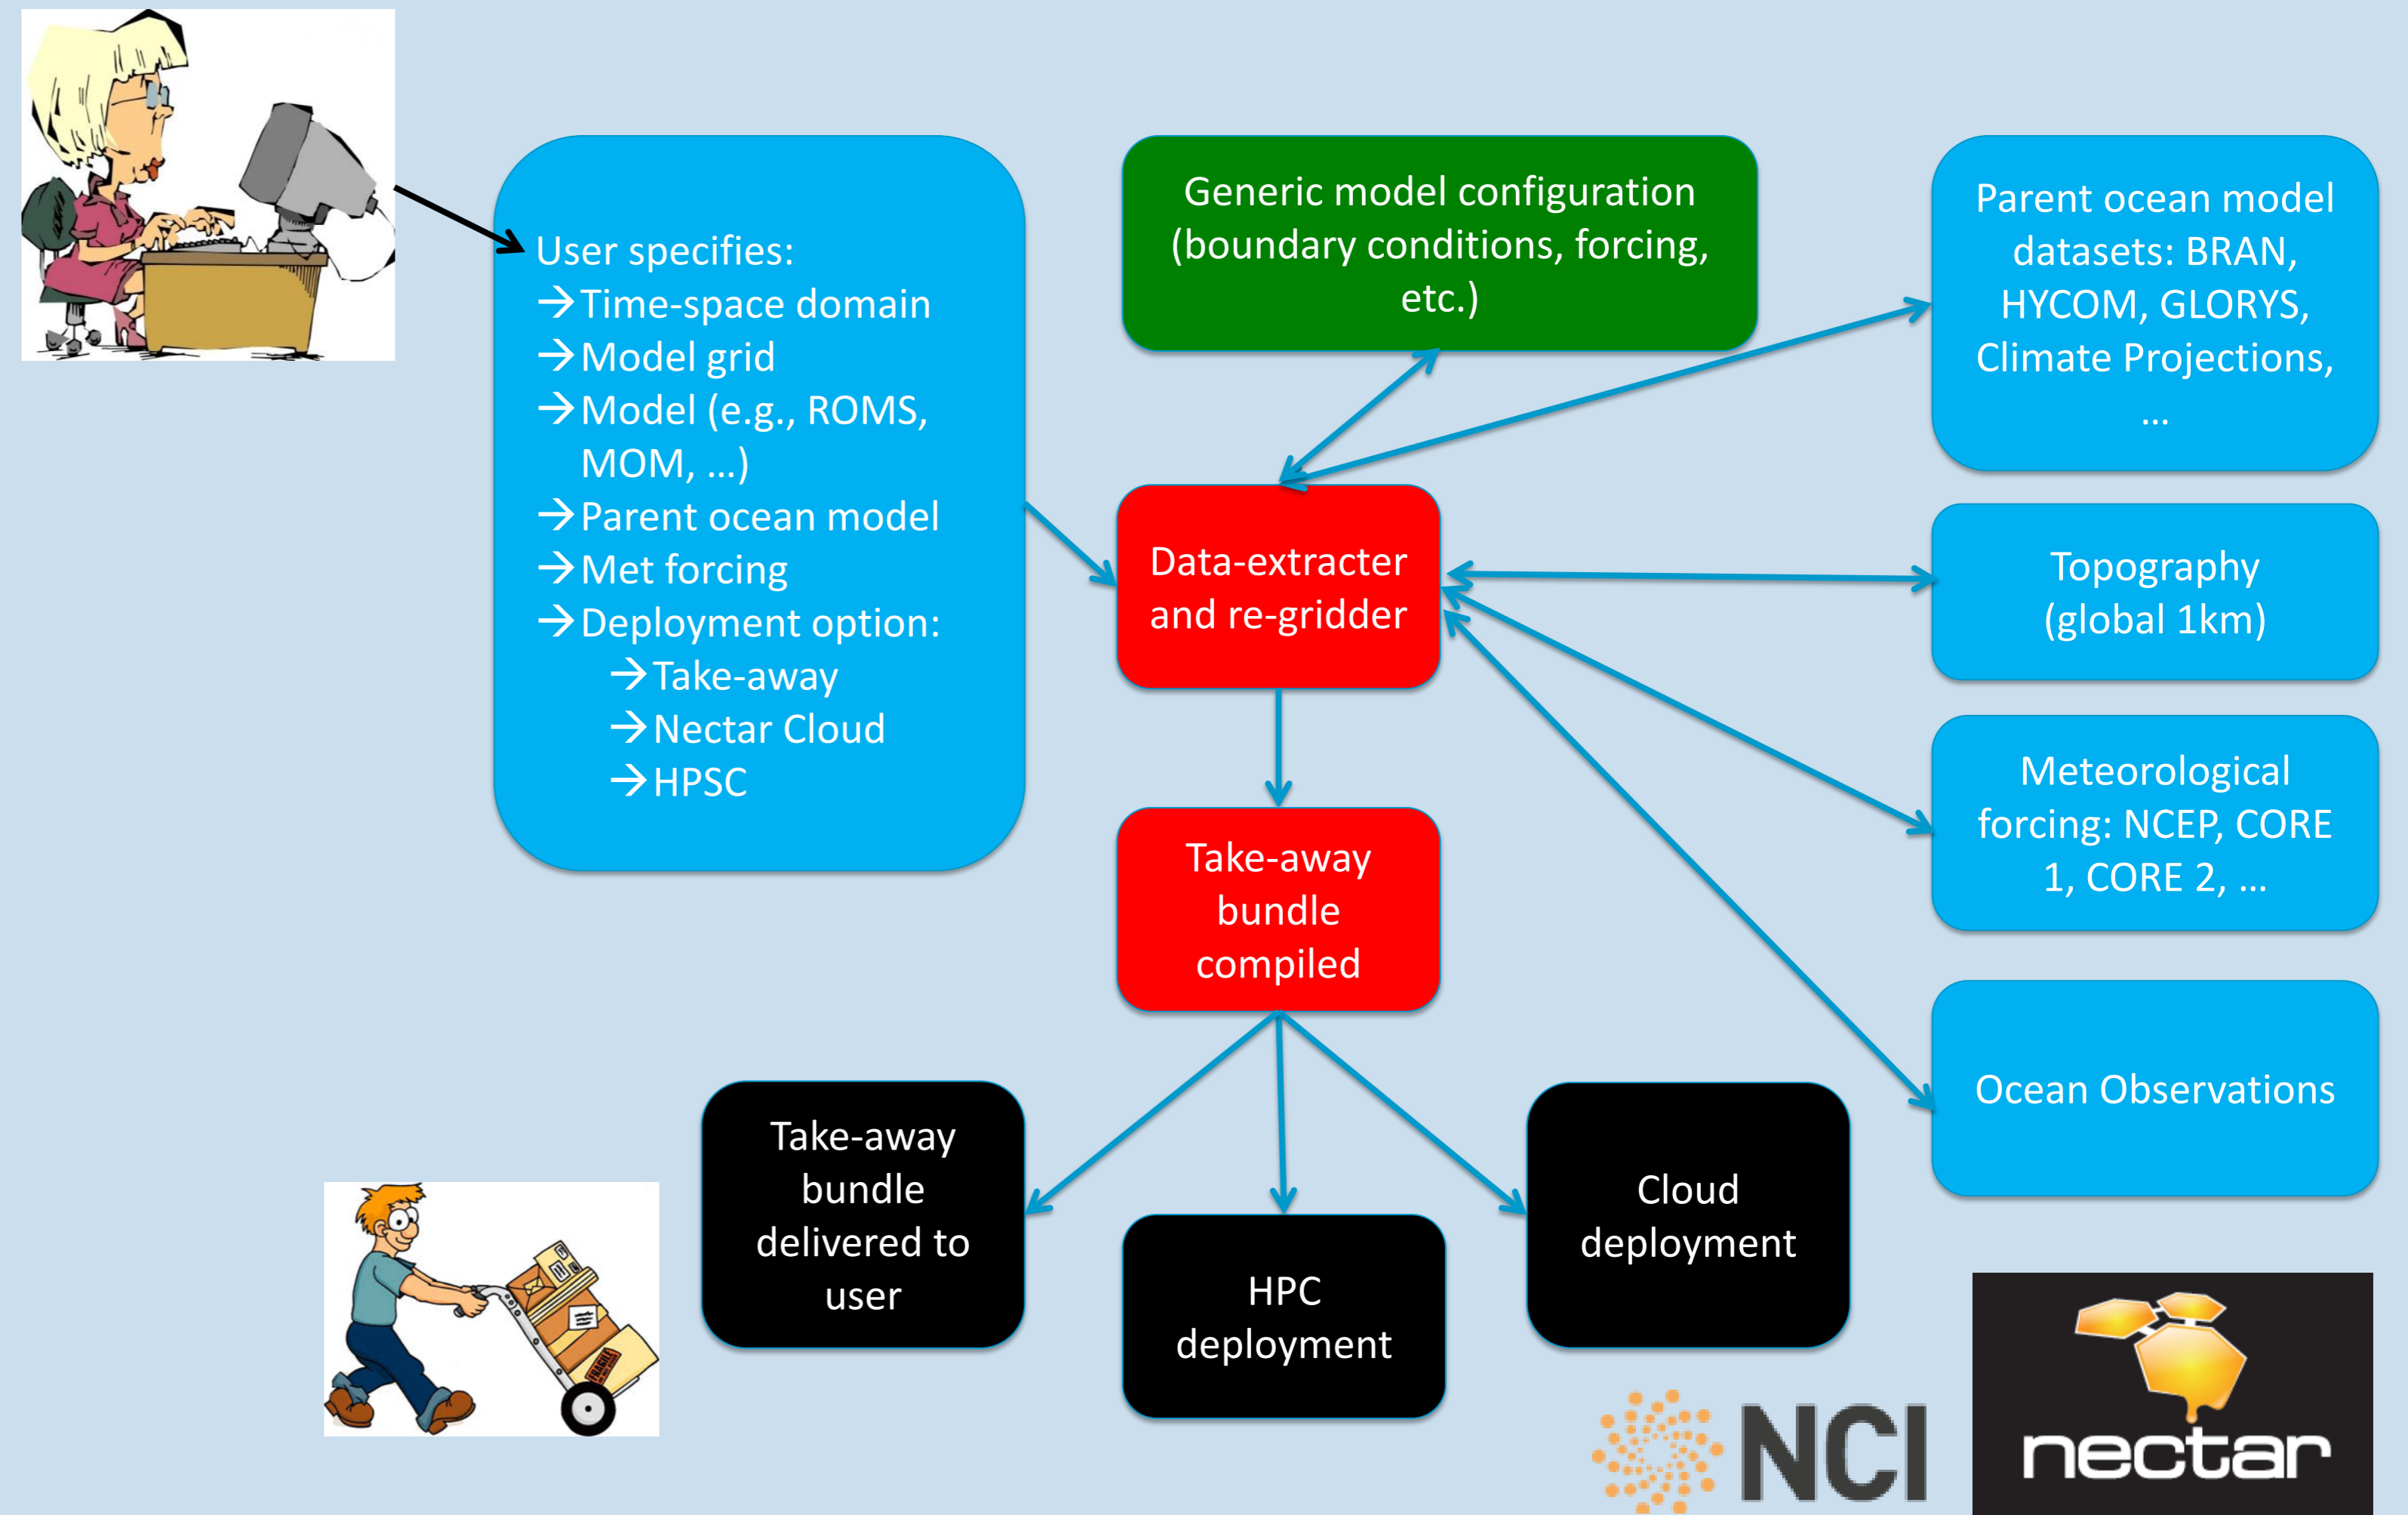 User specifies:
→Time-space domain
→Model grid
→Model (e.g., ROMS,
MOM, ...)
→Parent ocean model
→Met forcing
→Deployment option:
→Take-away
→Nectar Cloud
→HPSC
Generic model configuration
(boundary conditions, forcing,
etc.)
Parent ocean model
datasets: BRAN,
HYCOM, GLORYS,
Climate Projections,
...
Data-extracter
and re-gridder
Topography
(global 1km)
Meteorological
forcing: NCEP, CORE
1, CORE 2, ...
Take-away
bundle
compiled
Ocean Observations
Take-away
bundle
delivered to
user
HPC
deployment
Cloud
deployment
FRAGILE
NCI
nectar